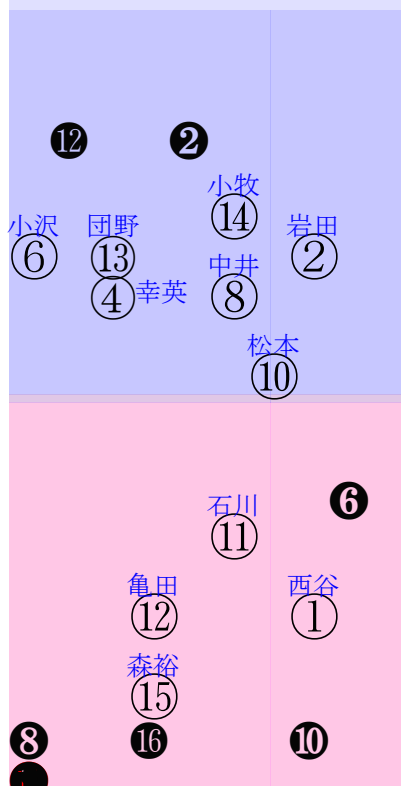 ⓬ ❷
小牧
⑭
小沢 団野 岩田
⑥ ⑬ ②
中井
④ 幸英 ⑧
松本
⑩
❻
石川
⑪
亀田 西谷
⑫ ①
森裕
⑮
❽ ⓰ ❿